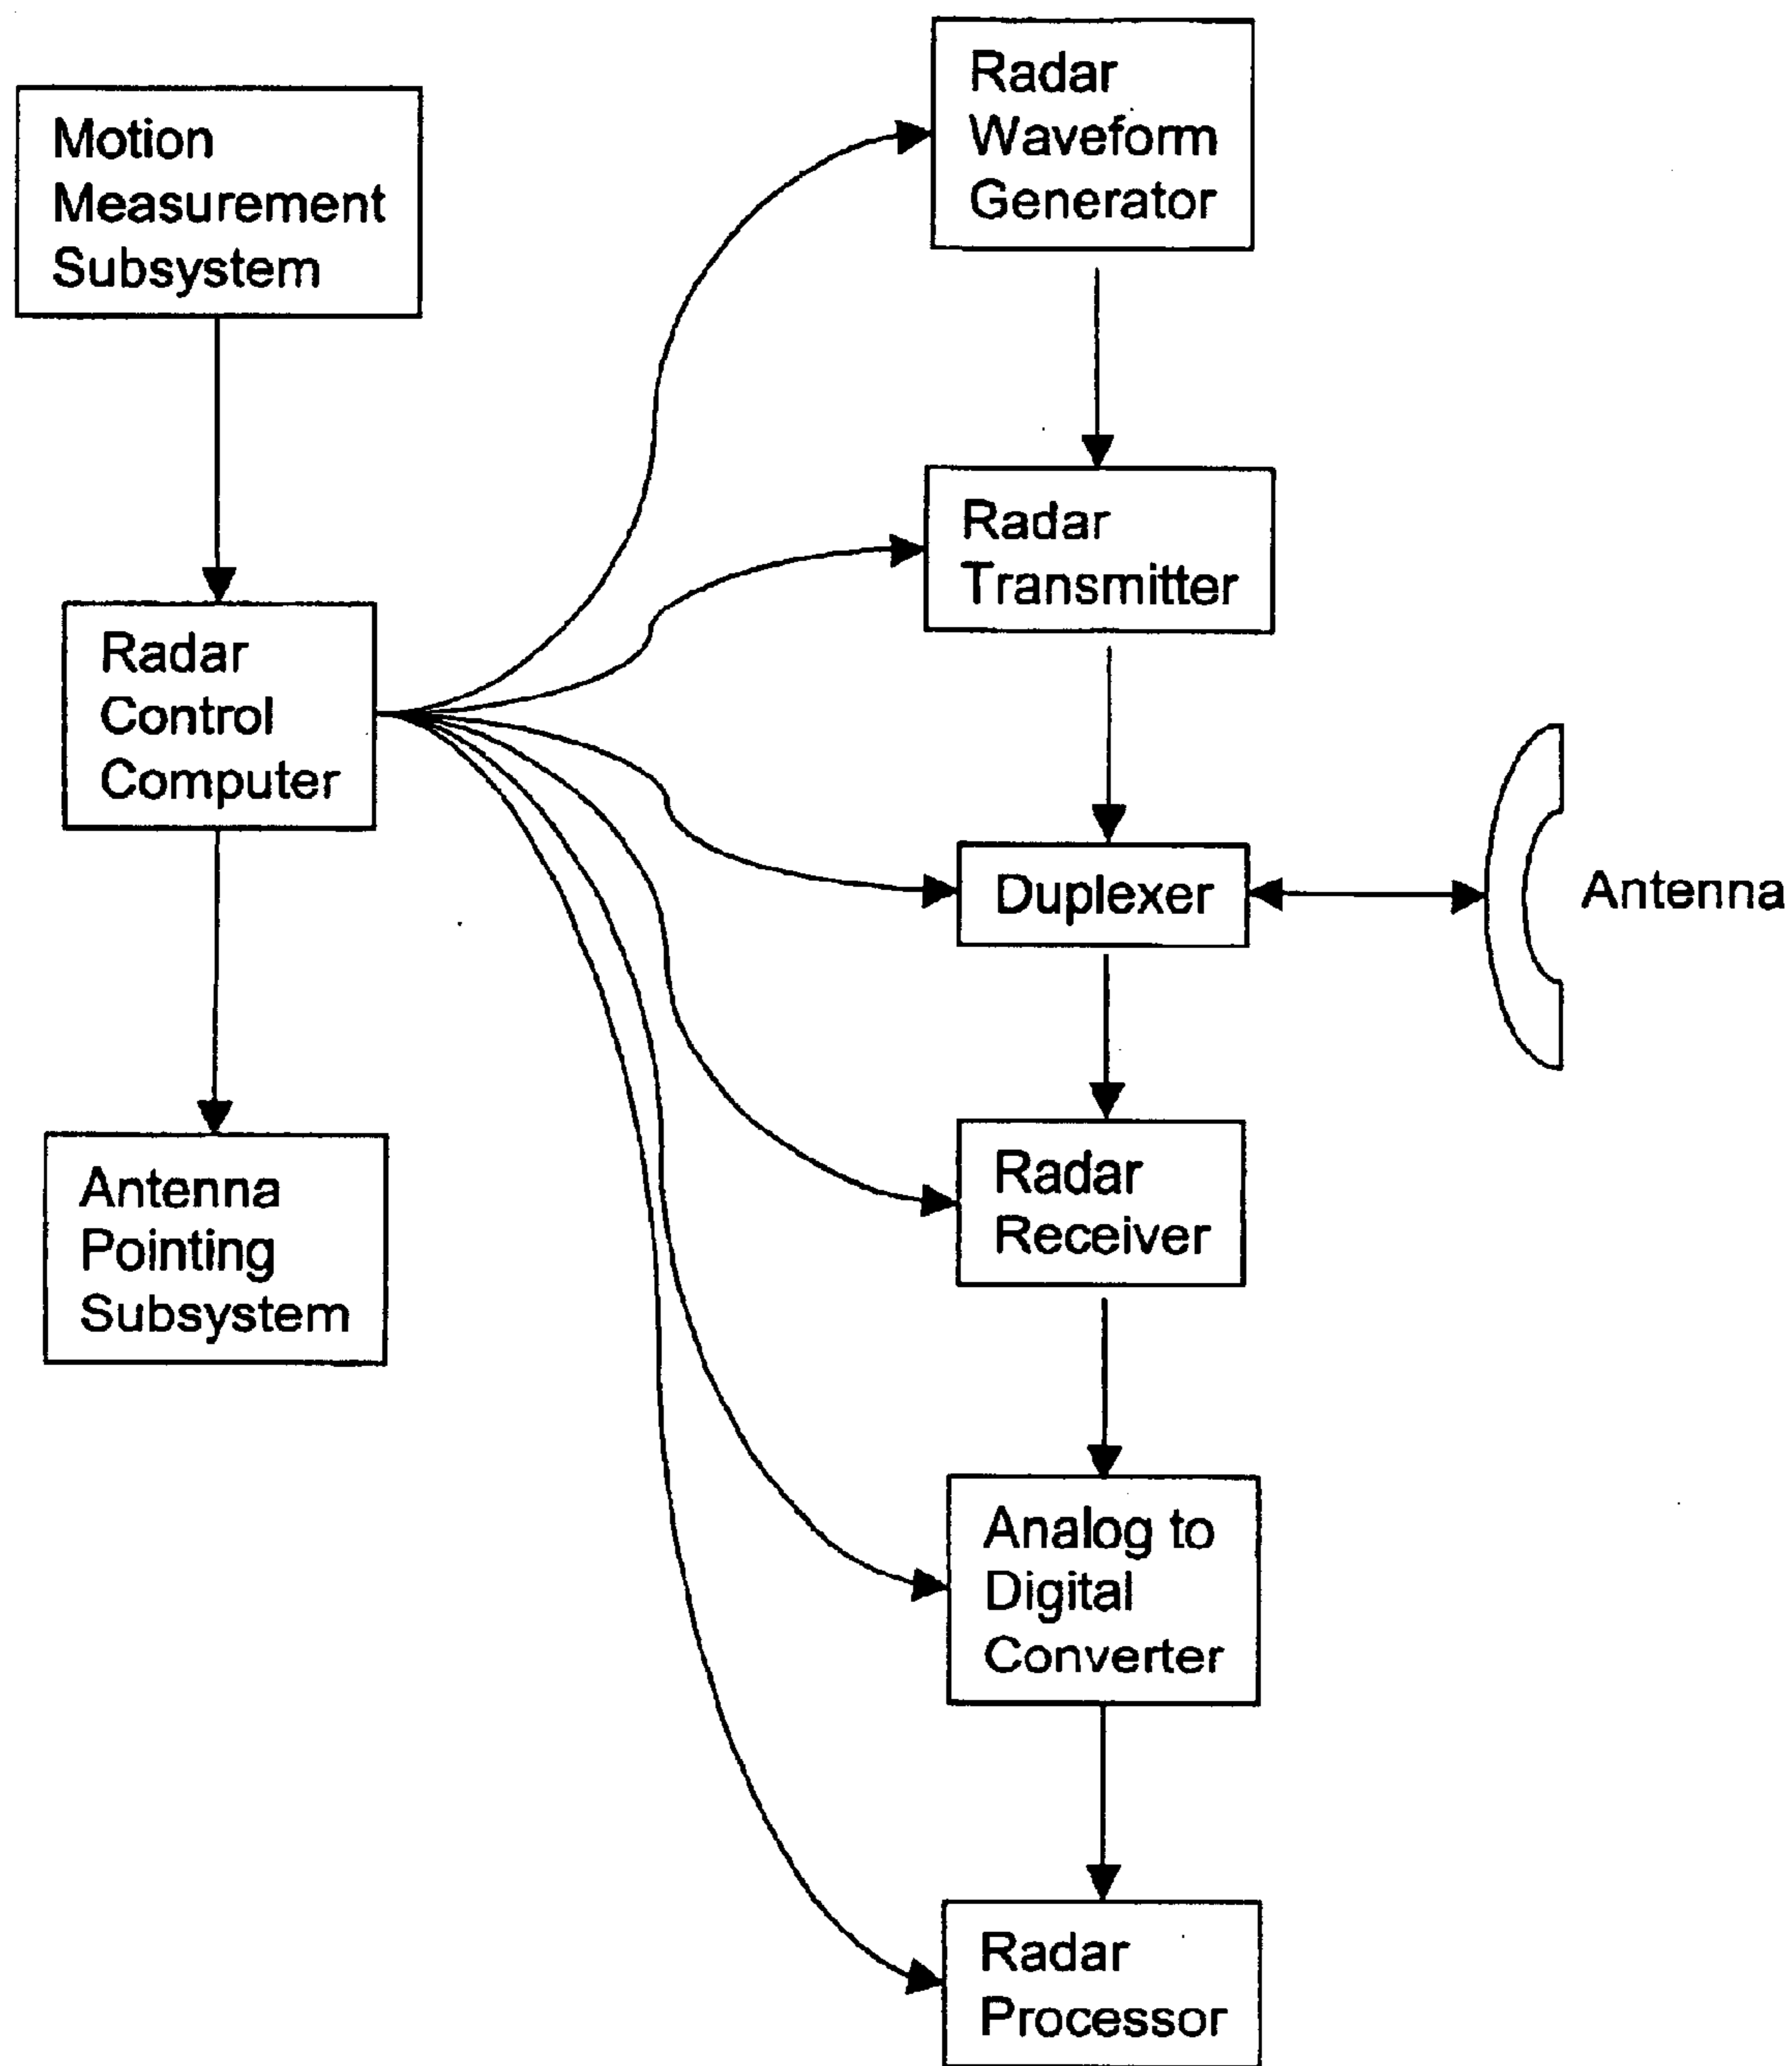 Motion
Measurement
Subsystem
Radar
Control
Computer
Antenna
Pointing
Subsystem
Radar
Waveform
Generator
Radar
Transmitter
Duplexer
Antenna
Radar
Receiver
Analog to
Digital
Converter
Radar
Processor